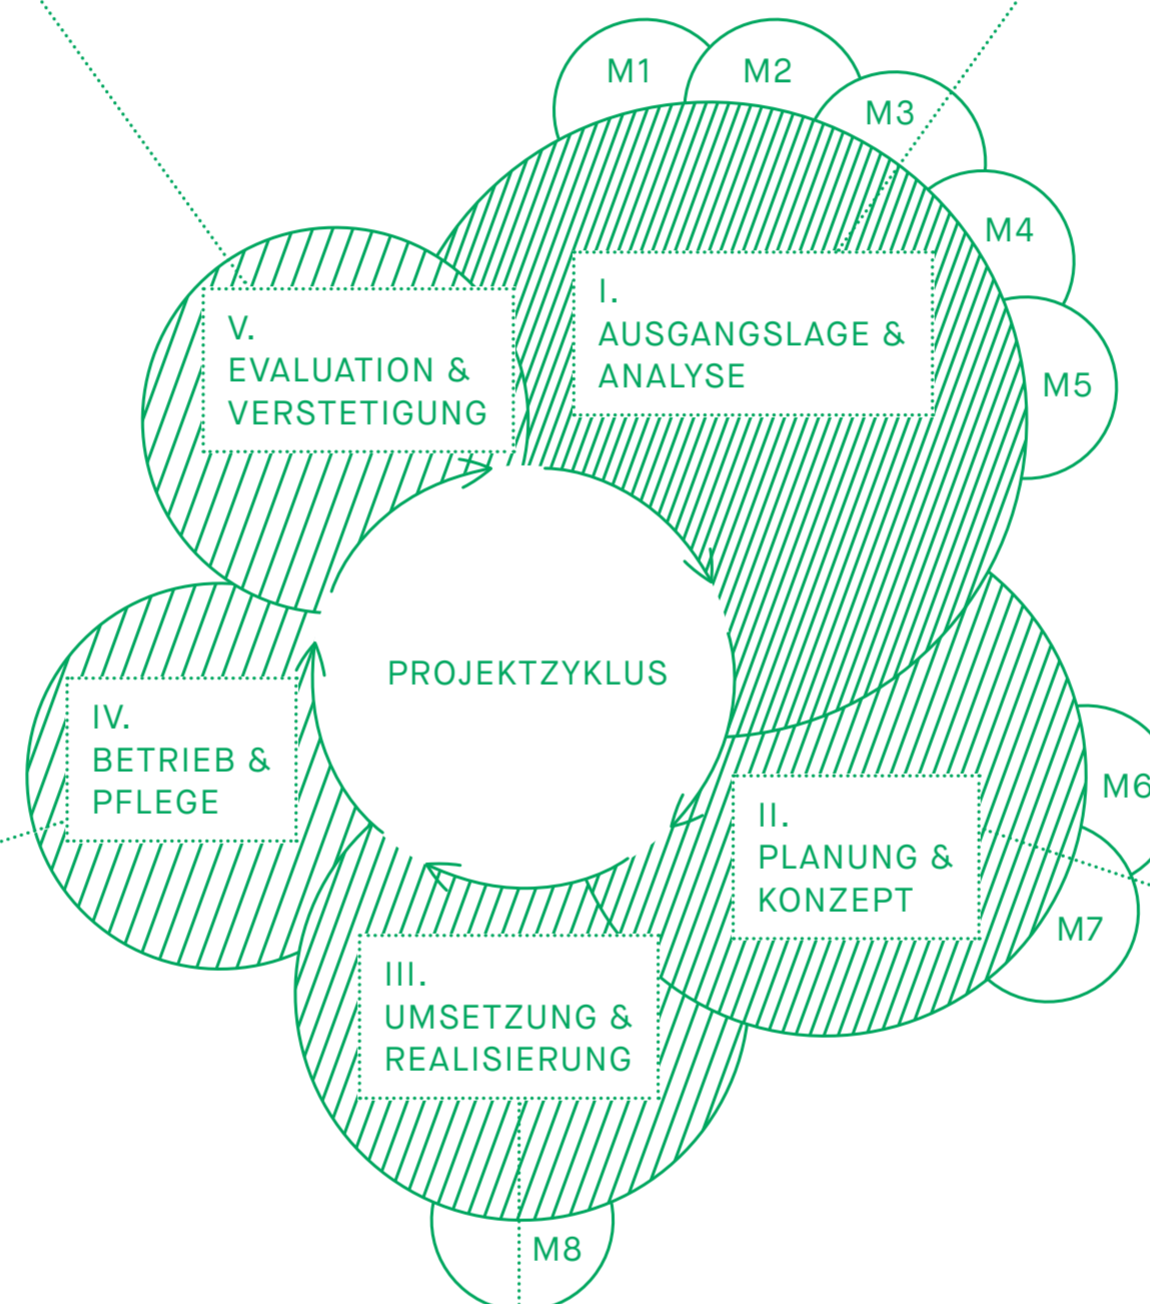 M1
M2
M3
M4
M5
I.
AUSGANGSLAGE &
ANALYSE
V.
EVALUATION &
VERSTETIGUNG
PROJEKTZYKLUS
IV.
BETRIEB &
PFLEGE
II.
PLANUNG &
KONZEPT
M6
M7
III.
UMSETZUNG &
REALISIERUNG
M8